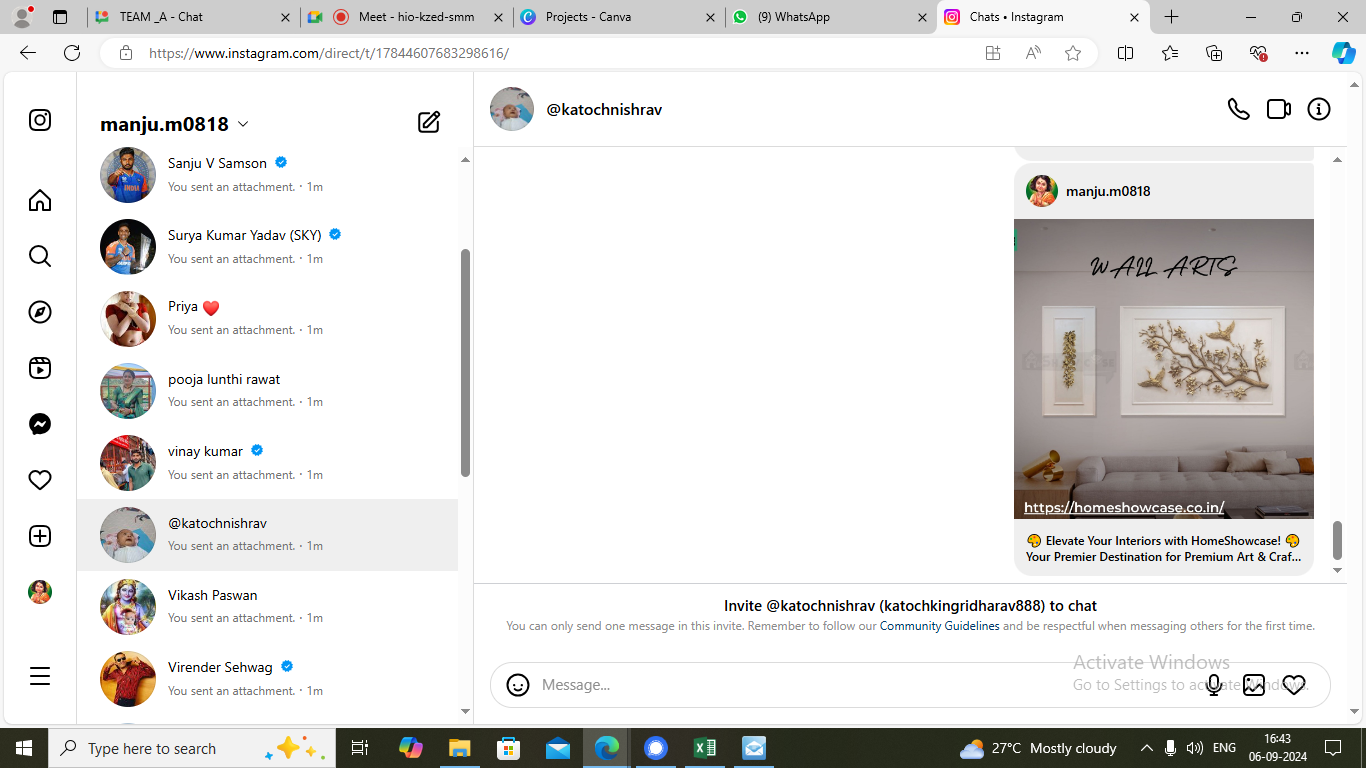 TEAM _A - Chat
Meet - hio-kzed-smm
Projects - Canva
(9) WhatsApp
Chats • Instagram
https://www.instagram.com/direct/t/17844607683298616/
manju.m0818
Sanju V Samson
You sent an attachment. · 1m
Surya Kumar Yadav (SKY)
You sent an attachment. · 1m
Priya ❤️
You sent an attachment. · 1m
pooja lunthi rawat
You sent an attachment. · 1m
vinay kumar
You sent an attachment. · 1m
@katochnishrav
You sent an attachment. · 1m
Vikash Paswan
You sent an attachment. · 1m
Virender Sehwag
You sent an attachment. · 1m
@katochnishrav
manju.m0818
WALL ARTS
https://homeshowcase.co.in/
🎨 Elevate Your Interiors with HomeShowcase! 🎨
Your Premier Destination for Premium Art & Craf...
Invite @katochnishrav (katochkingridharav888) to chat
You can only send one message in this invite. Remember to follow our Community Guidelines and be respectful when messaging others for the first time.
Message...
Activate Windows
Go to Settings to activate Windows.
Type here to search
27°C Mostly cloudy
ENG
16:43
06-09-2024